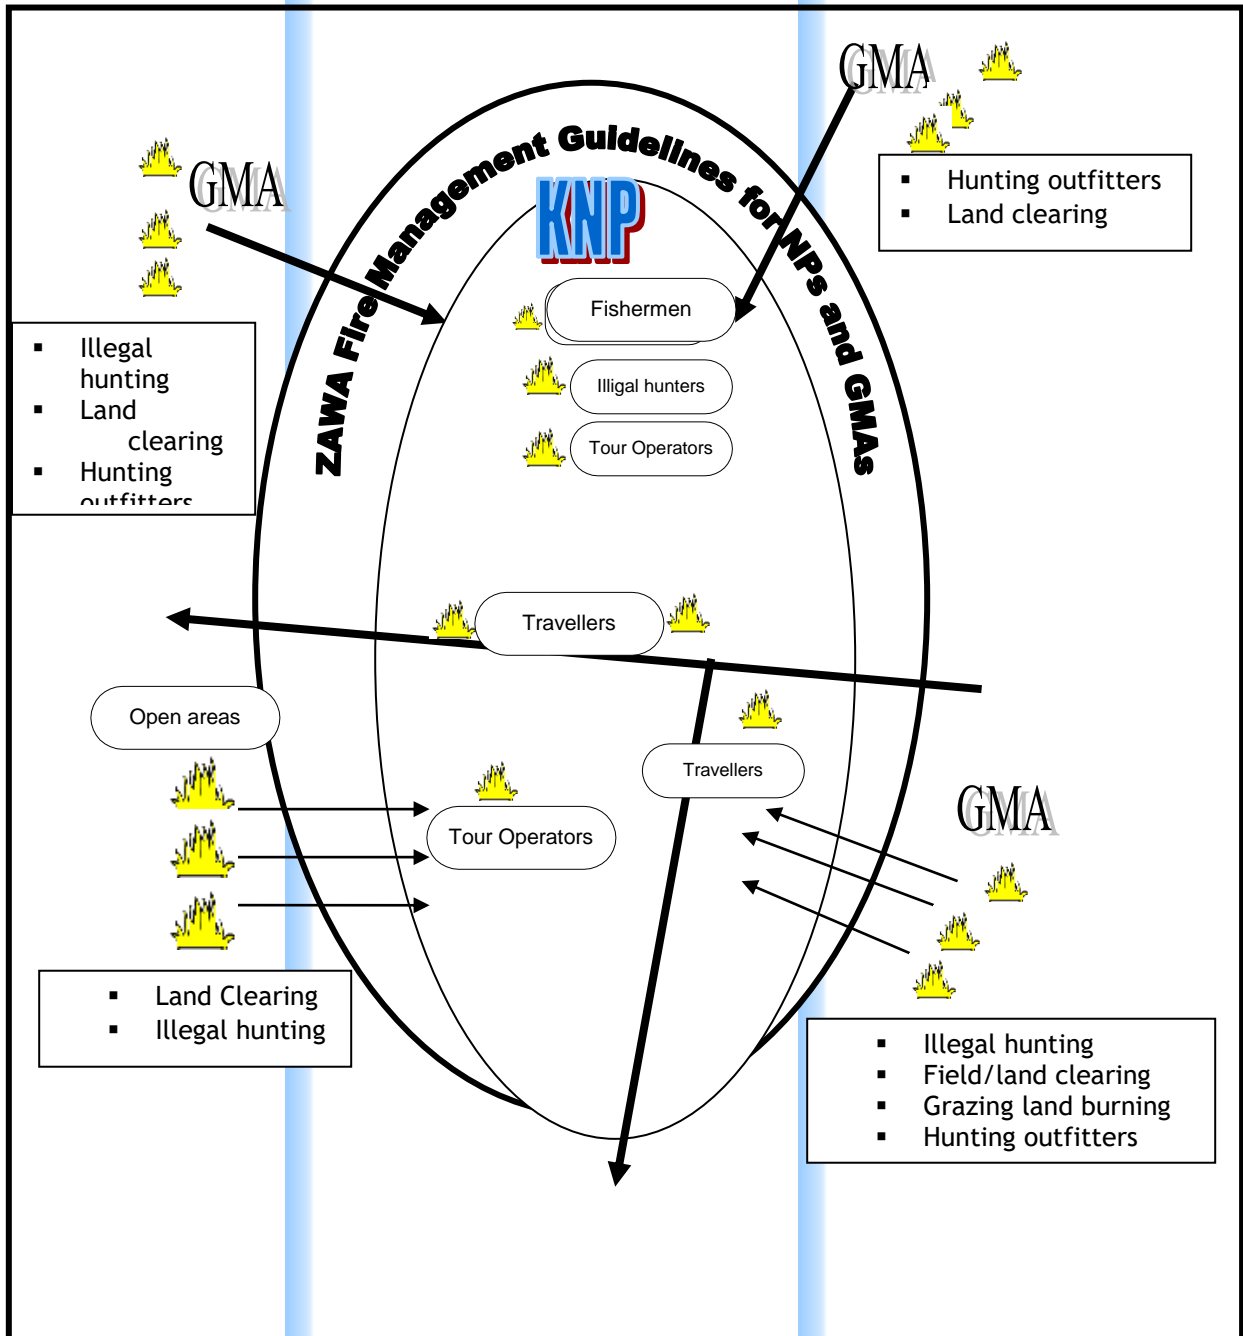 GMA
GMA
ZAWA Fire Management Guidelines for NPs and GMAs
KNP
▪ Hunting outfitters
▪ Land clearing
Fishermen
Illigal hunters
Tour Operators
▪ Illegal
hunting
▪ Land
clearing
▪ Hunting
outfitters
Travellers
Open areas
Travellers
Tour Operators
GMA
▪ Land Clearing
▪ Illegal hunting
▪ Illegal hunting
▪ Field/land clearing
▪ Grazing land burning
▪ Hunting outfitters